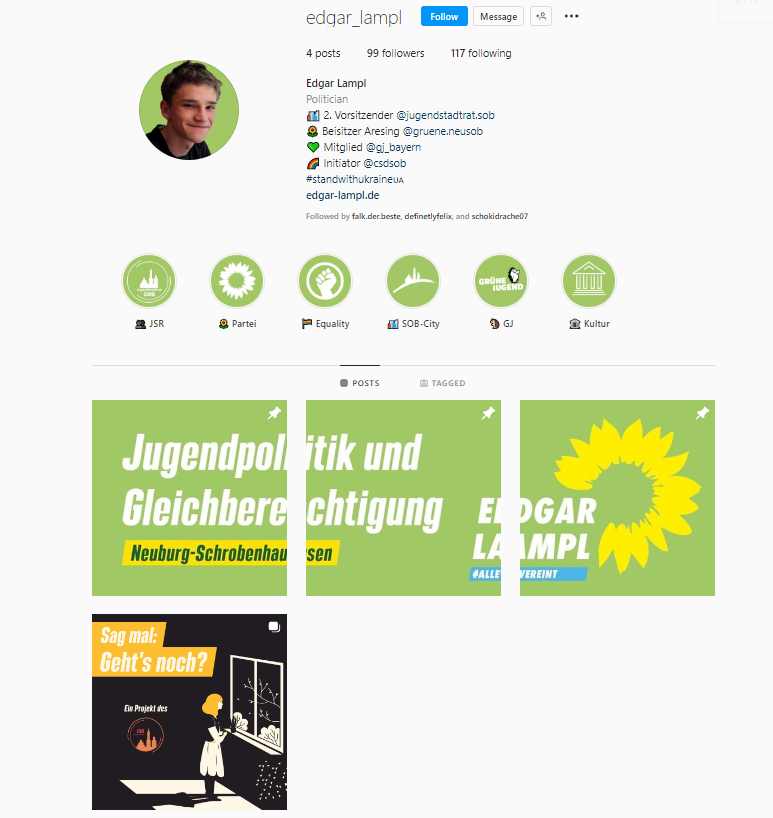 edgar_lampl Follow Message
4 posts 99 followers 117 following
Edgar Lampl
Politician
2. Vorsitzender @jugendstadtrat.sob
Beisitzer Aresing @gruene.neusob
Mitglied @gj_bayern
Initiator @csdsob
#standwithukraineUA
edgar-lampl.de
Followed by falk.der.beste, definetlyfelix, and schokidrache07
SOB
GRÜNE
JUGEND
JSR Partei Equality SOB-City GJ Kultur
POSTS TAGGED
Jugendpolitik und
Gleichberechtigung
Neuburg-Schrobenhausen
EDGAR
LAMPL
#ALLE VEREINT
Sag mal:
Geht's noch?
Ein Projekt des
JSR